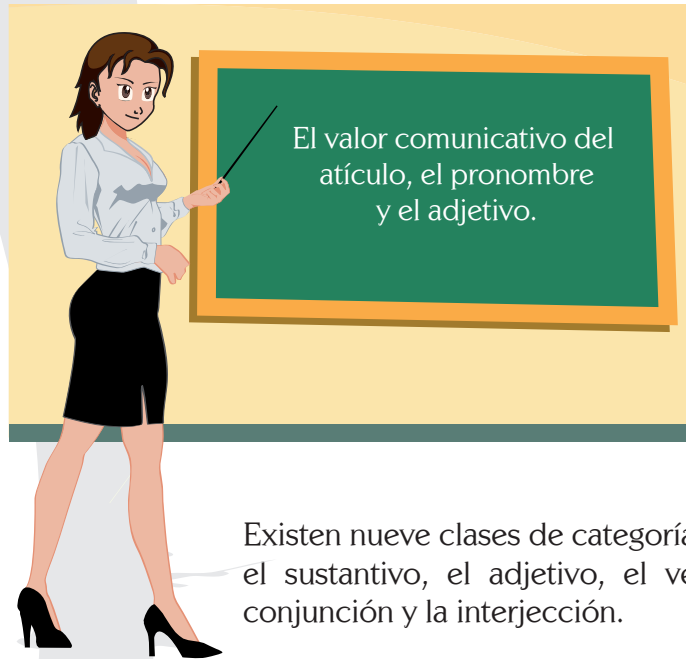 El valor comunicativo del
atículo, el pronombre
y el adjetivo.
Existen nueve clases de categoría
el sustantivo, el adjetivo, el ve
conjunción y la interjección.